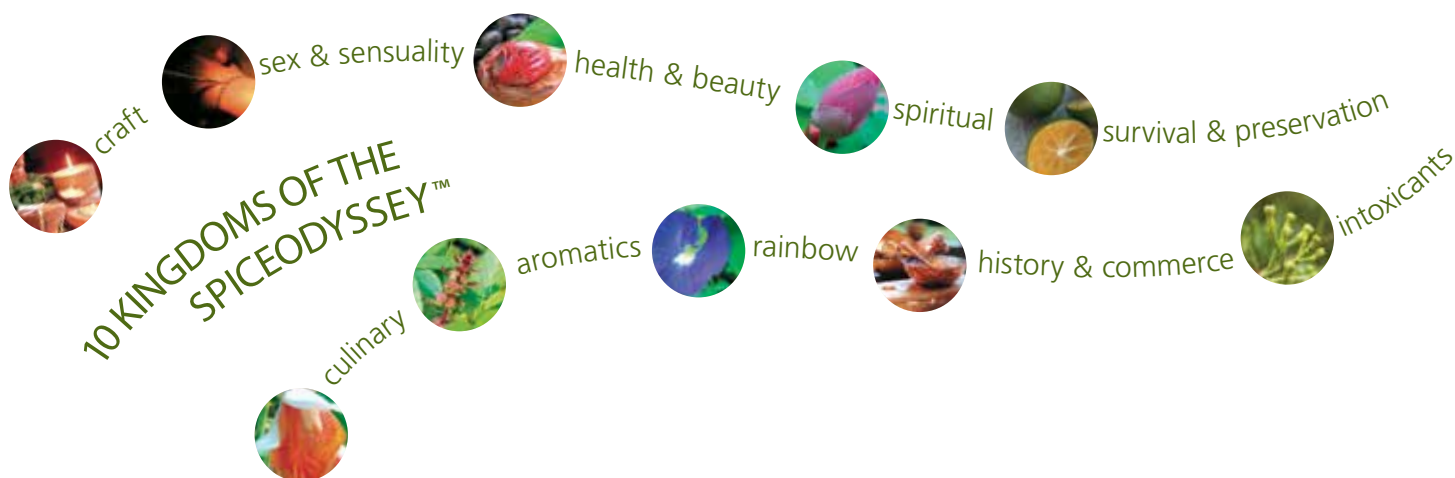 craft
sex & sensuality
health & beauty
spiritual
survival & preservation
10 KINGDOMS OF THE
SPICEODYSSEY™
culinary
aromatics
rainbow
history & commerce
intoxicants